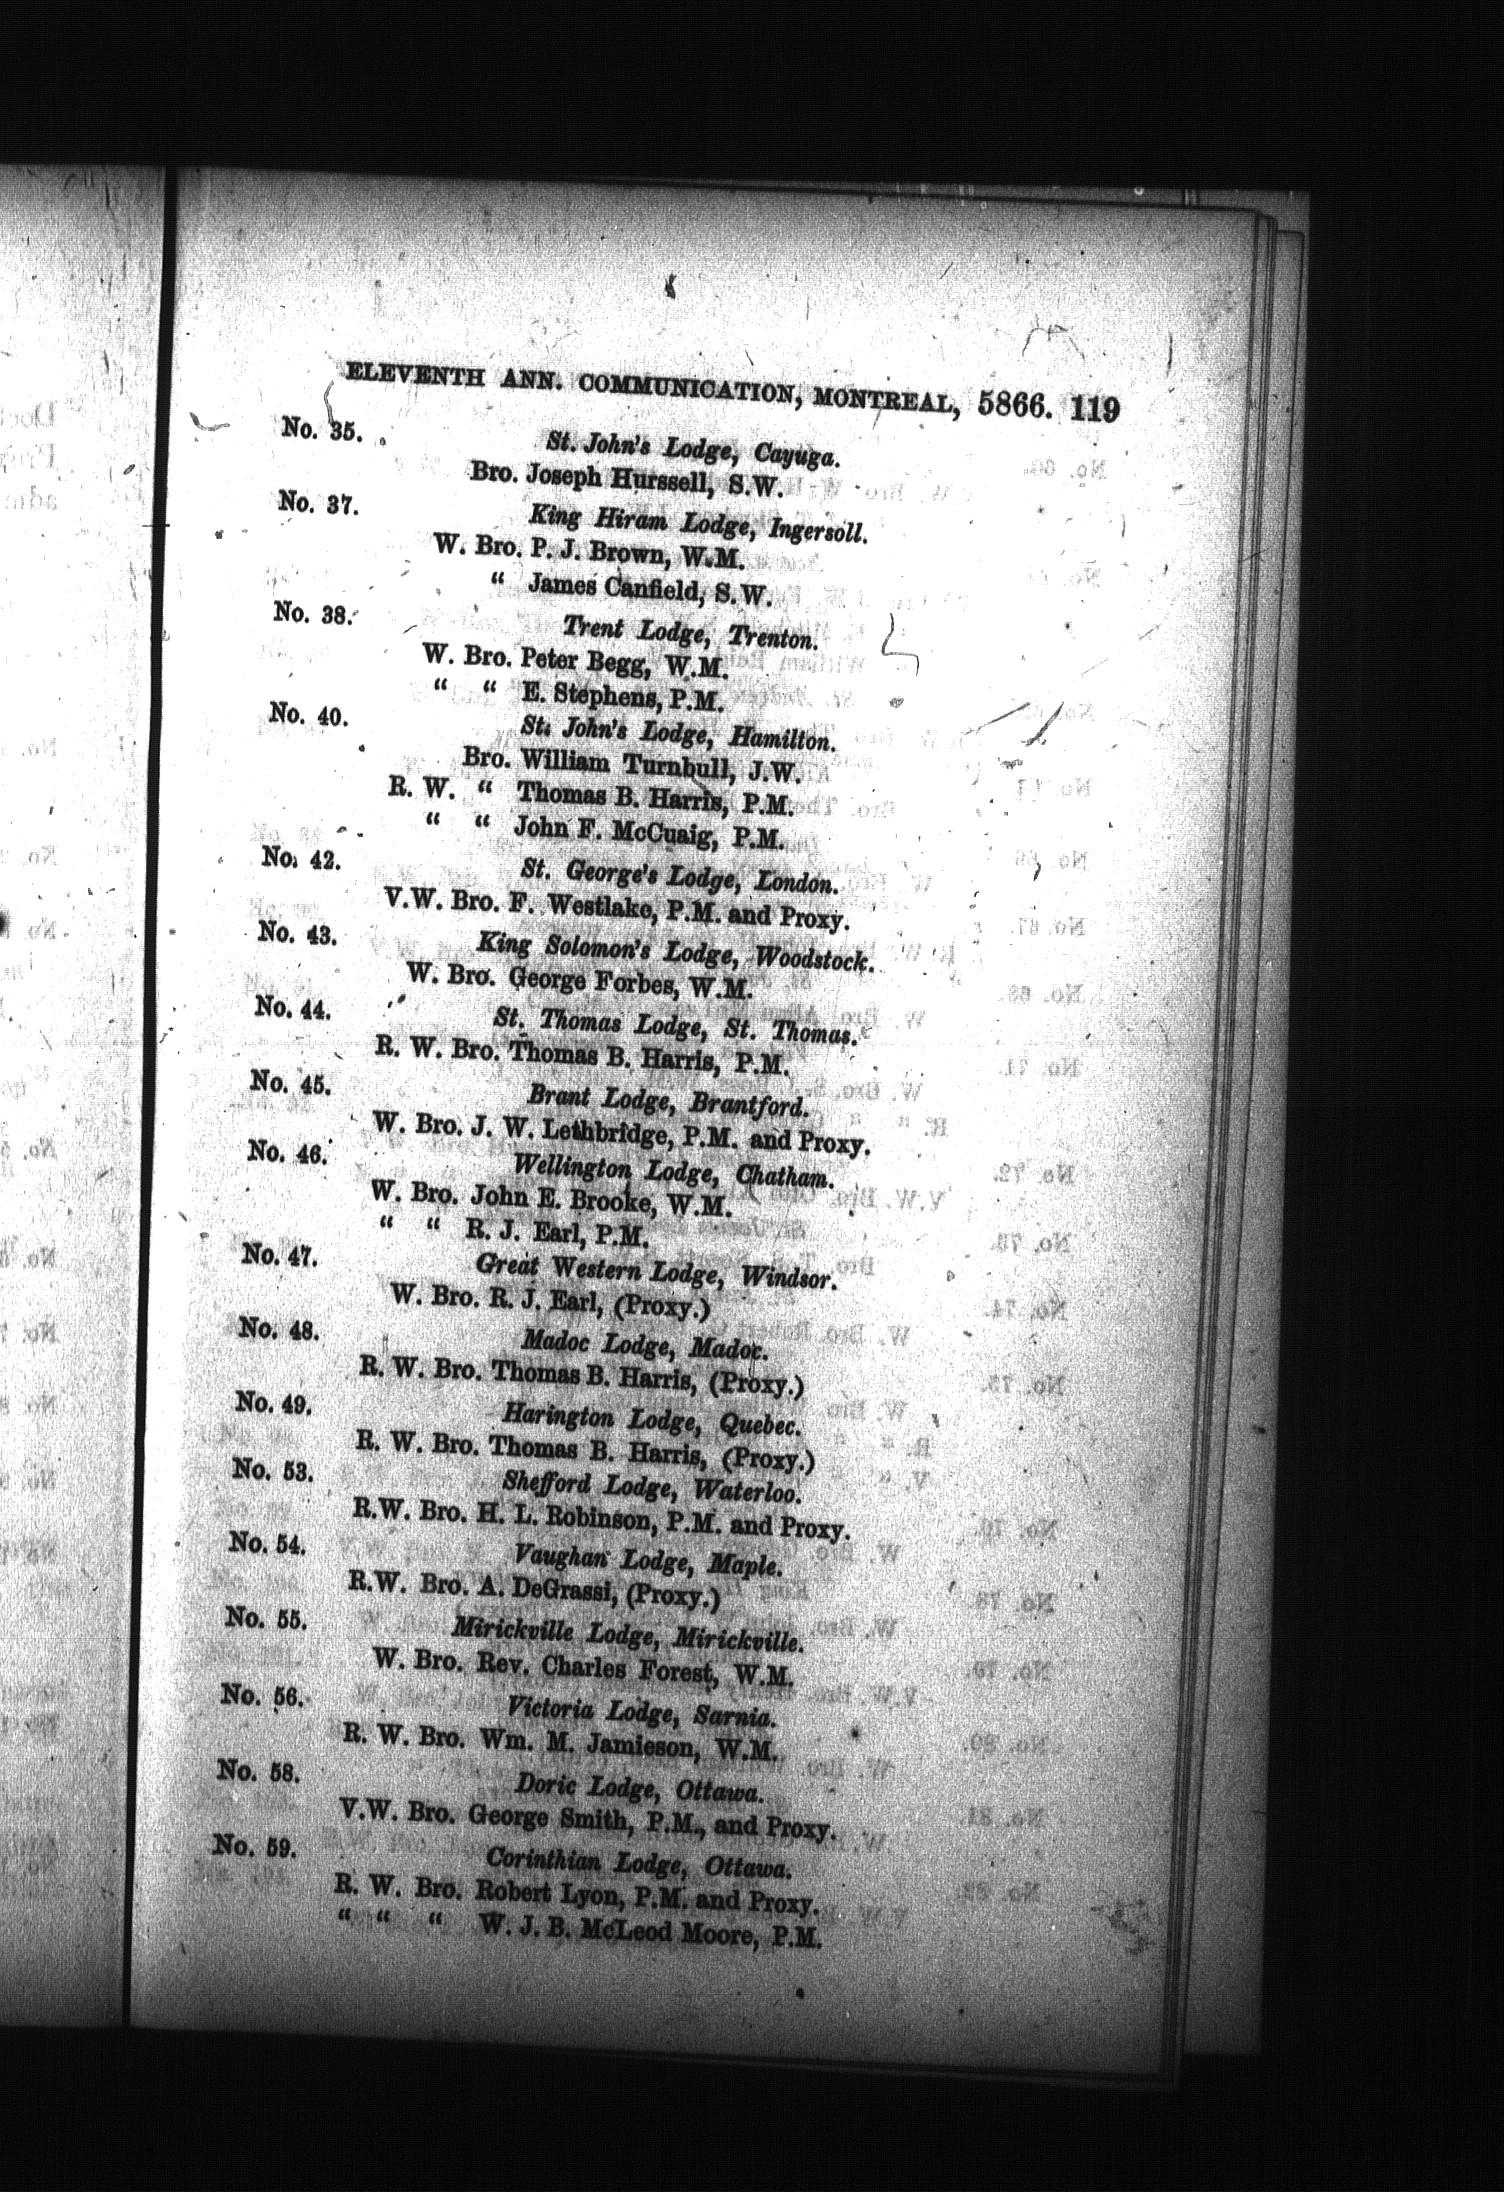 ELEVENTH ANN. COMMUNICATION, MONTREAL, 5866. 119
No. 35. St. John's Lodge, Cayuga.
Bro. Joseph Hurssell, S.W.
No. 37. King Hiram Lodge, Ingersoll.
W. Bro. P. J. Brown, W.M.
“ James Canfield, S.W.
No. 38. Trent Lodge, Trenton.
W. Bro. Peter Begg, W.M.
“ “ E. Stephens, P.M.
No. 40. St. John's Lodge, Hamilton.
Bro. William Turnbull, J.W.
R. W. “ Thomas B. Harris, P.M.
“ “ John F. McCuaig, P.M.
No. 42. St. George's Lodge, London.
V.W. Bro. F. Westlake, P.M. and Proxy.
No. 43. King Solomon's Lodge, Woodstock.
W. Bro. George Forbes, W.M.
No. 44. St. Thomas Lodge, St. Thomas.
R. W. Bro. Thomas B. Harris, P.M.
No. 45. Brant Lodge, Brantford.
W. Bro. J. W. Lethbridge, P.M. and Proxy.
No. 46. Wellington Lodge, Chatham.
W. Bro. John E. Brooke, W.M.
“ “ R. J. Earl, P.M.
No. 47. Great Western Lodge, Windsor.
W. Bro. R. J. Earl, (Proxy.)
No. 48. Madoc Lodge, Madoc.
R. W. Bro. Thomas B. Harris, (Proxy.)
No. 49. Harington Lodge, Quebec.
R. W. Bro. Thomas B. Harris, (Proxy.)
No. 53. Shefford Lodge, Waterloo.
R.W. Bro. H. L. Robinson, P.M. and Proxy.
No. 54. Vaughan Lodge, Maple.
R.W. Bro. A. DeGrassi, (Proxy.)
No. 55. Mirickville Lodge, Mirickville.
W. Bro. Rev. Charles Forest, W.M.
No. 56. Victoria Lodge, Sarnia.
R. W. Bro. Wm. M. Jamieson, W.M.
No. 58. Doric Lodge, Ottawa.
V.W. Bro. George Smith, P.M., and Proxy.
No. 59. Corinthian Lodge, Ottawa.
R. W. Bro. Robert Lyon, P.M. and Proxy.
“ “ “ W. J. B. McLeod Moore, P.M.